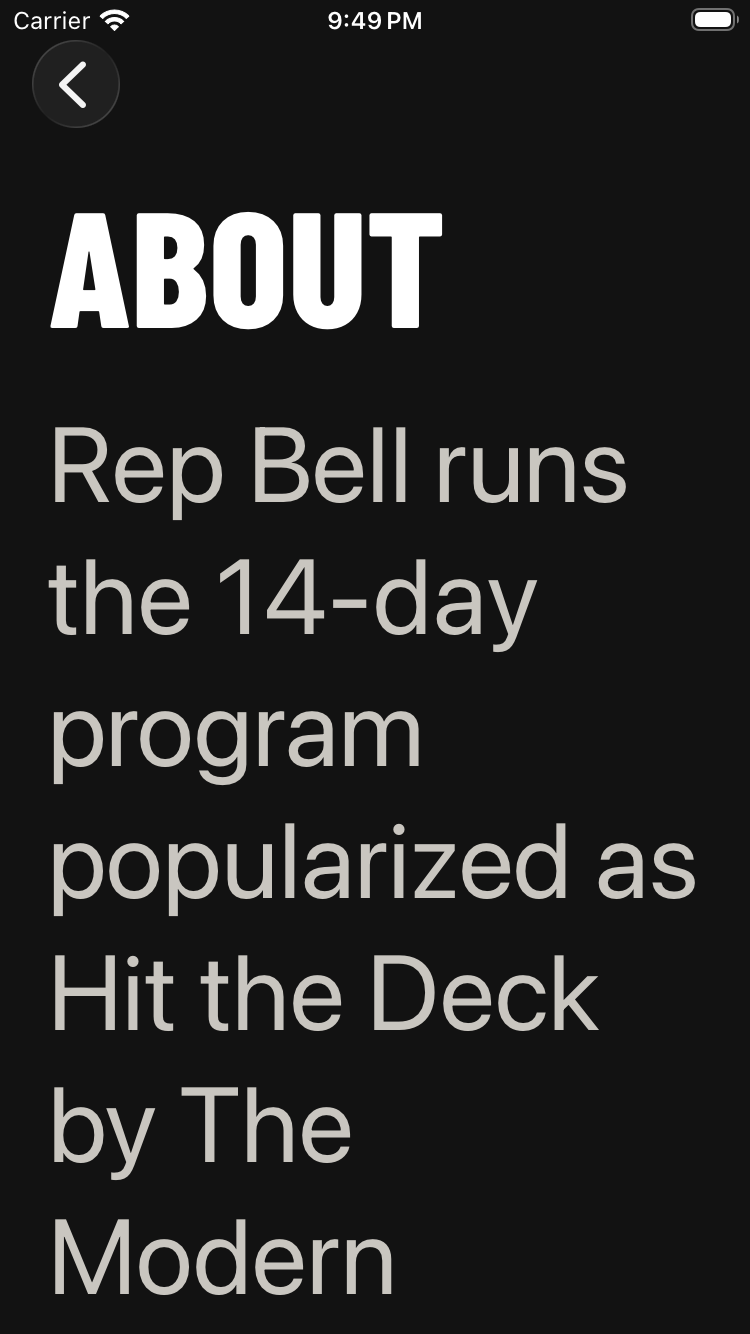 Carrier 9:49 PM
ABOUT
Rep Bell runs
the 14-day
program
popularized as
Hit the Deck
by The
Modern